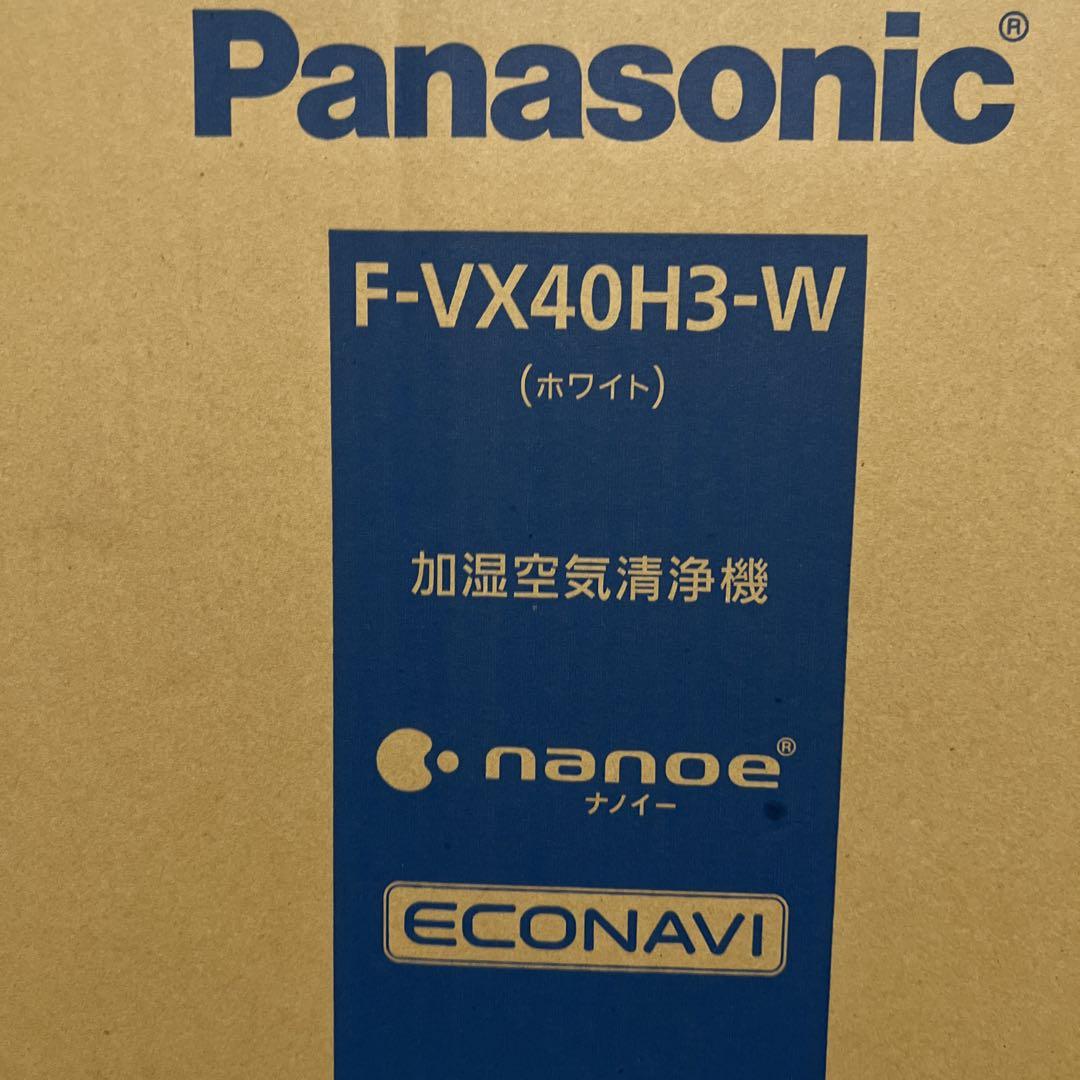 Panasonic®
F-VX40H3-W
(ホワイト)
加湿空気清浄機
nanoe®
ナノイー
ECONAVI